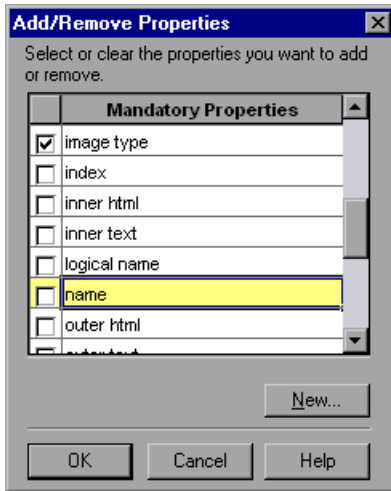 Add/Remove Properties
Select or clear the properties you want to add
or remove.
Mandatory Properties
image type
index
inner html
inner text
logical name
name
outer html
New...
OK
Cancel
Help